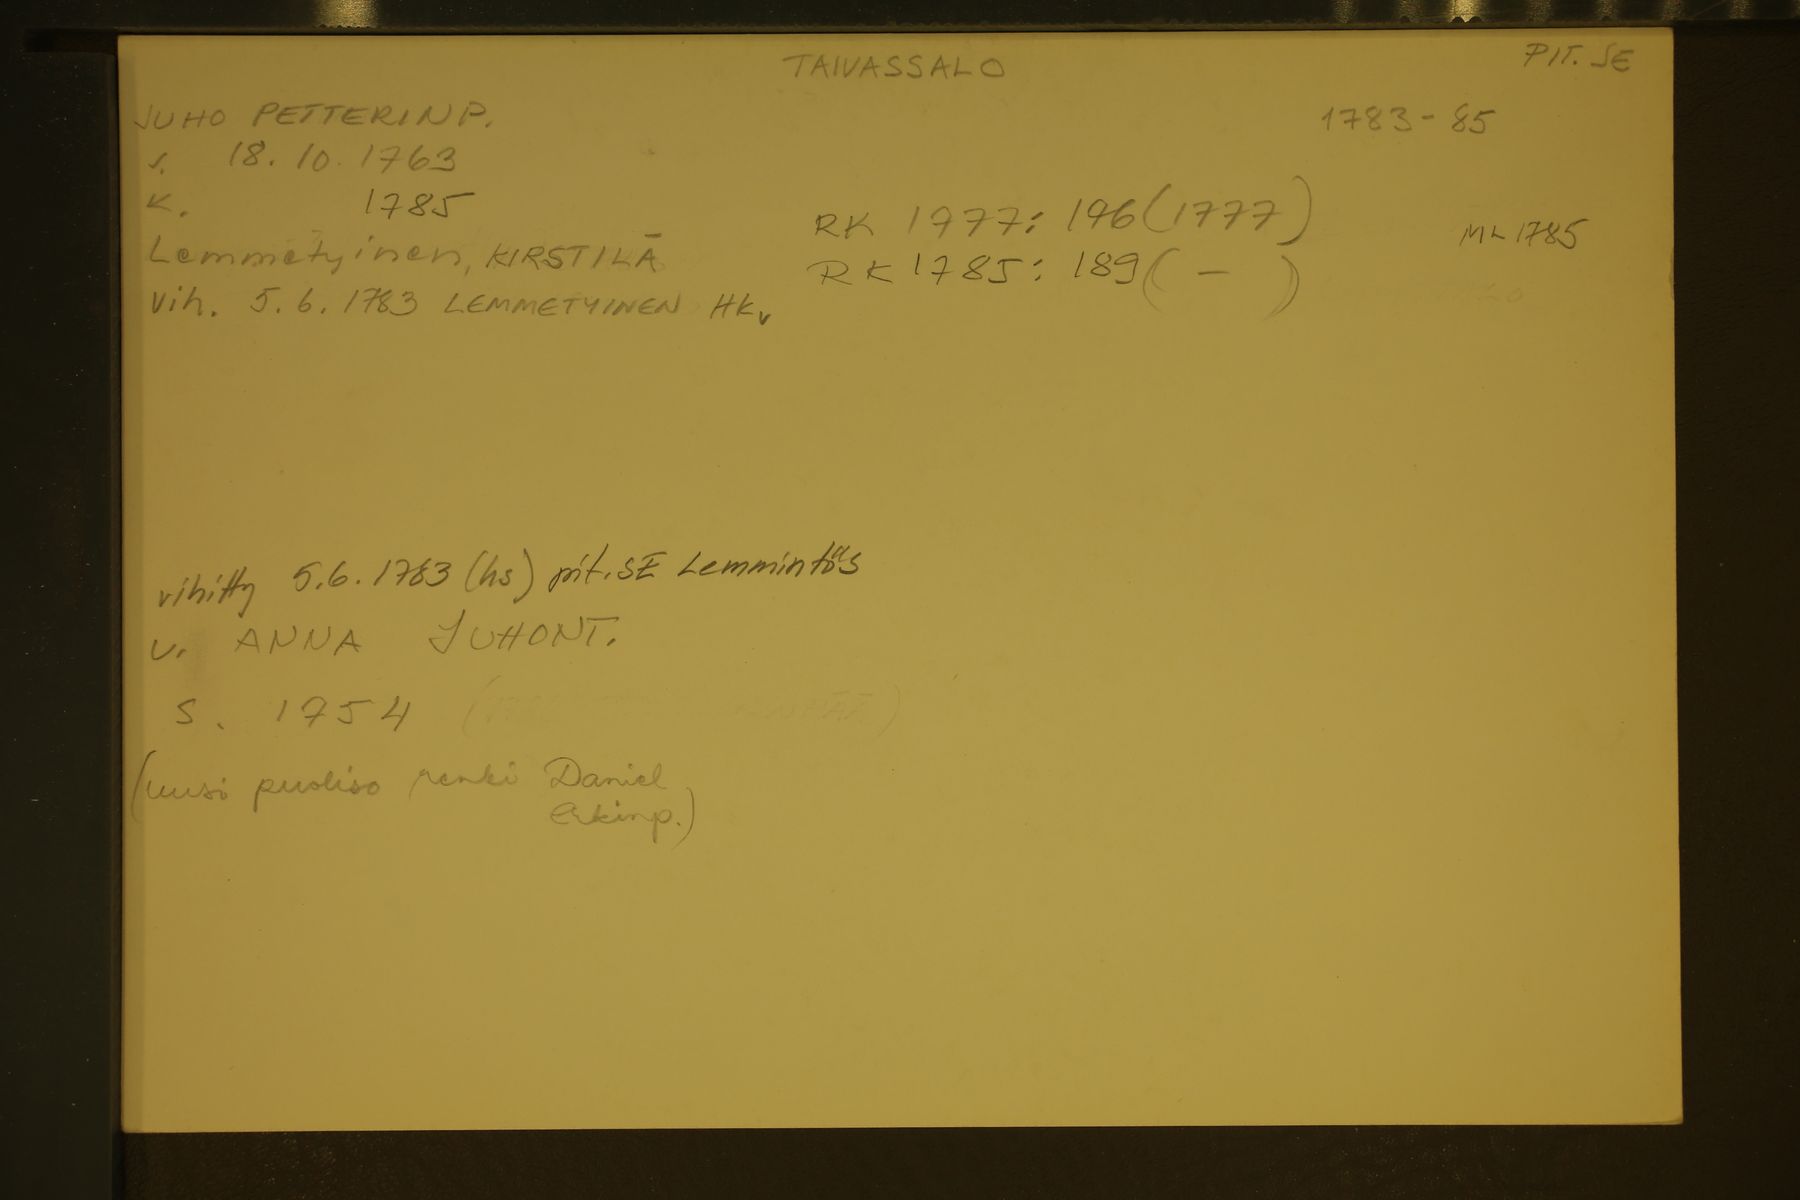 TAIVASSALO
PIT. SE
JUHO PETTERINP.
1783-85
s. 18.10.1763
K. 1785
RK 1777: 196 (1777)
ML 1785
Lemmetyinen, KIRSTILÄ
RK 1785: 189 ( - )
vih. 5.6.1783 LEMMETYINEN HKv
vihitty 5.6.1783 (hs) pit.SE Lemmintös
v. ANNA JUHONT.
s. 1754
(uusi puoliso renki Daniel
Erkinp.)